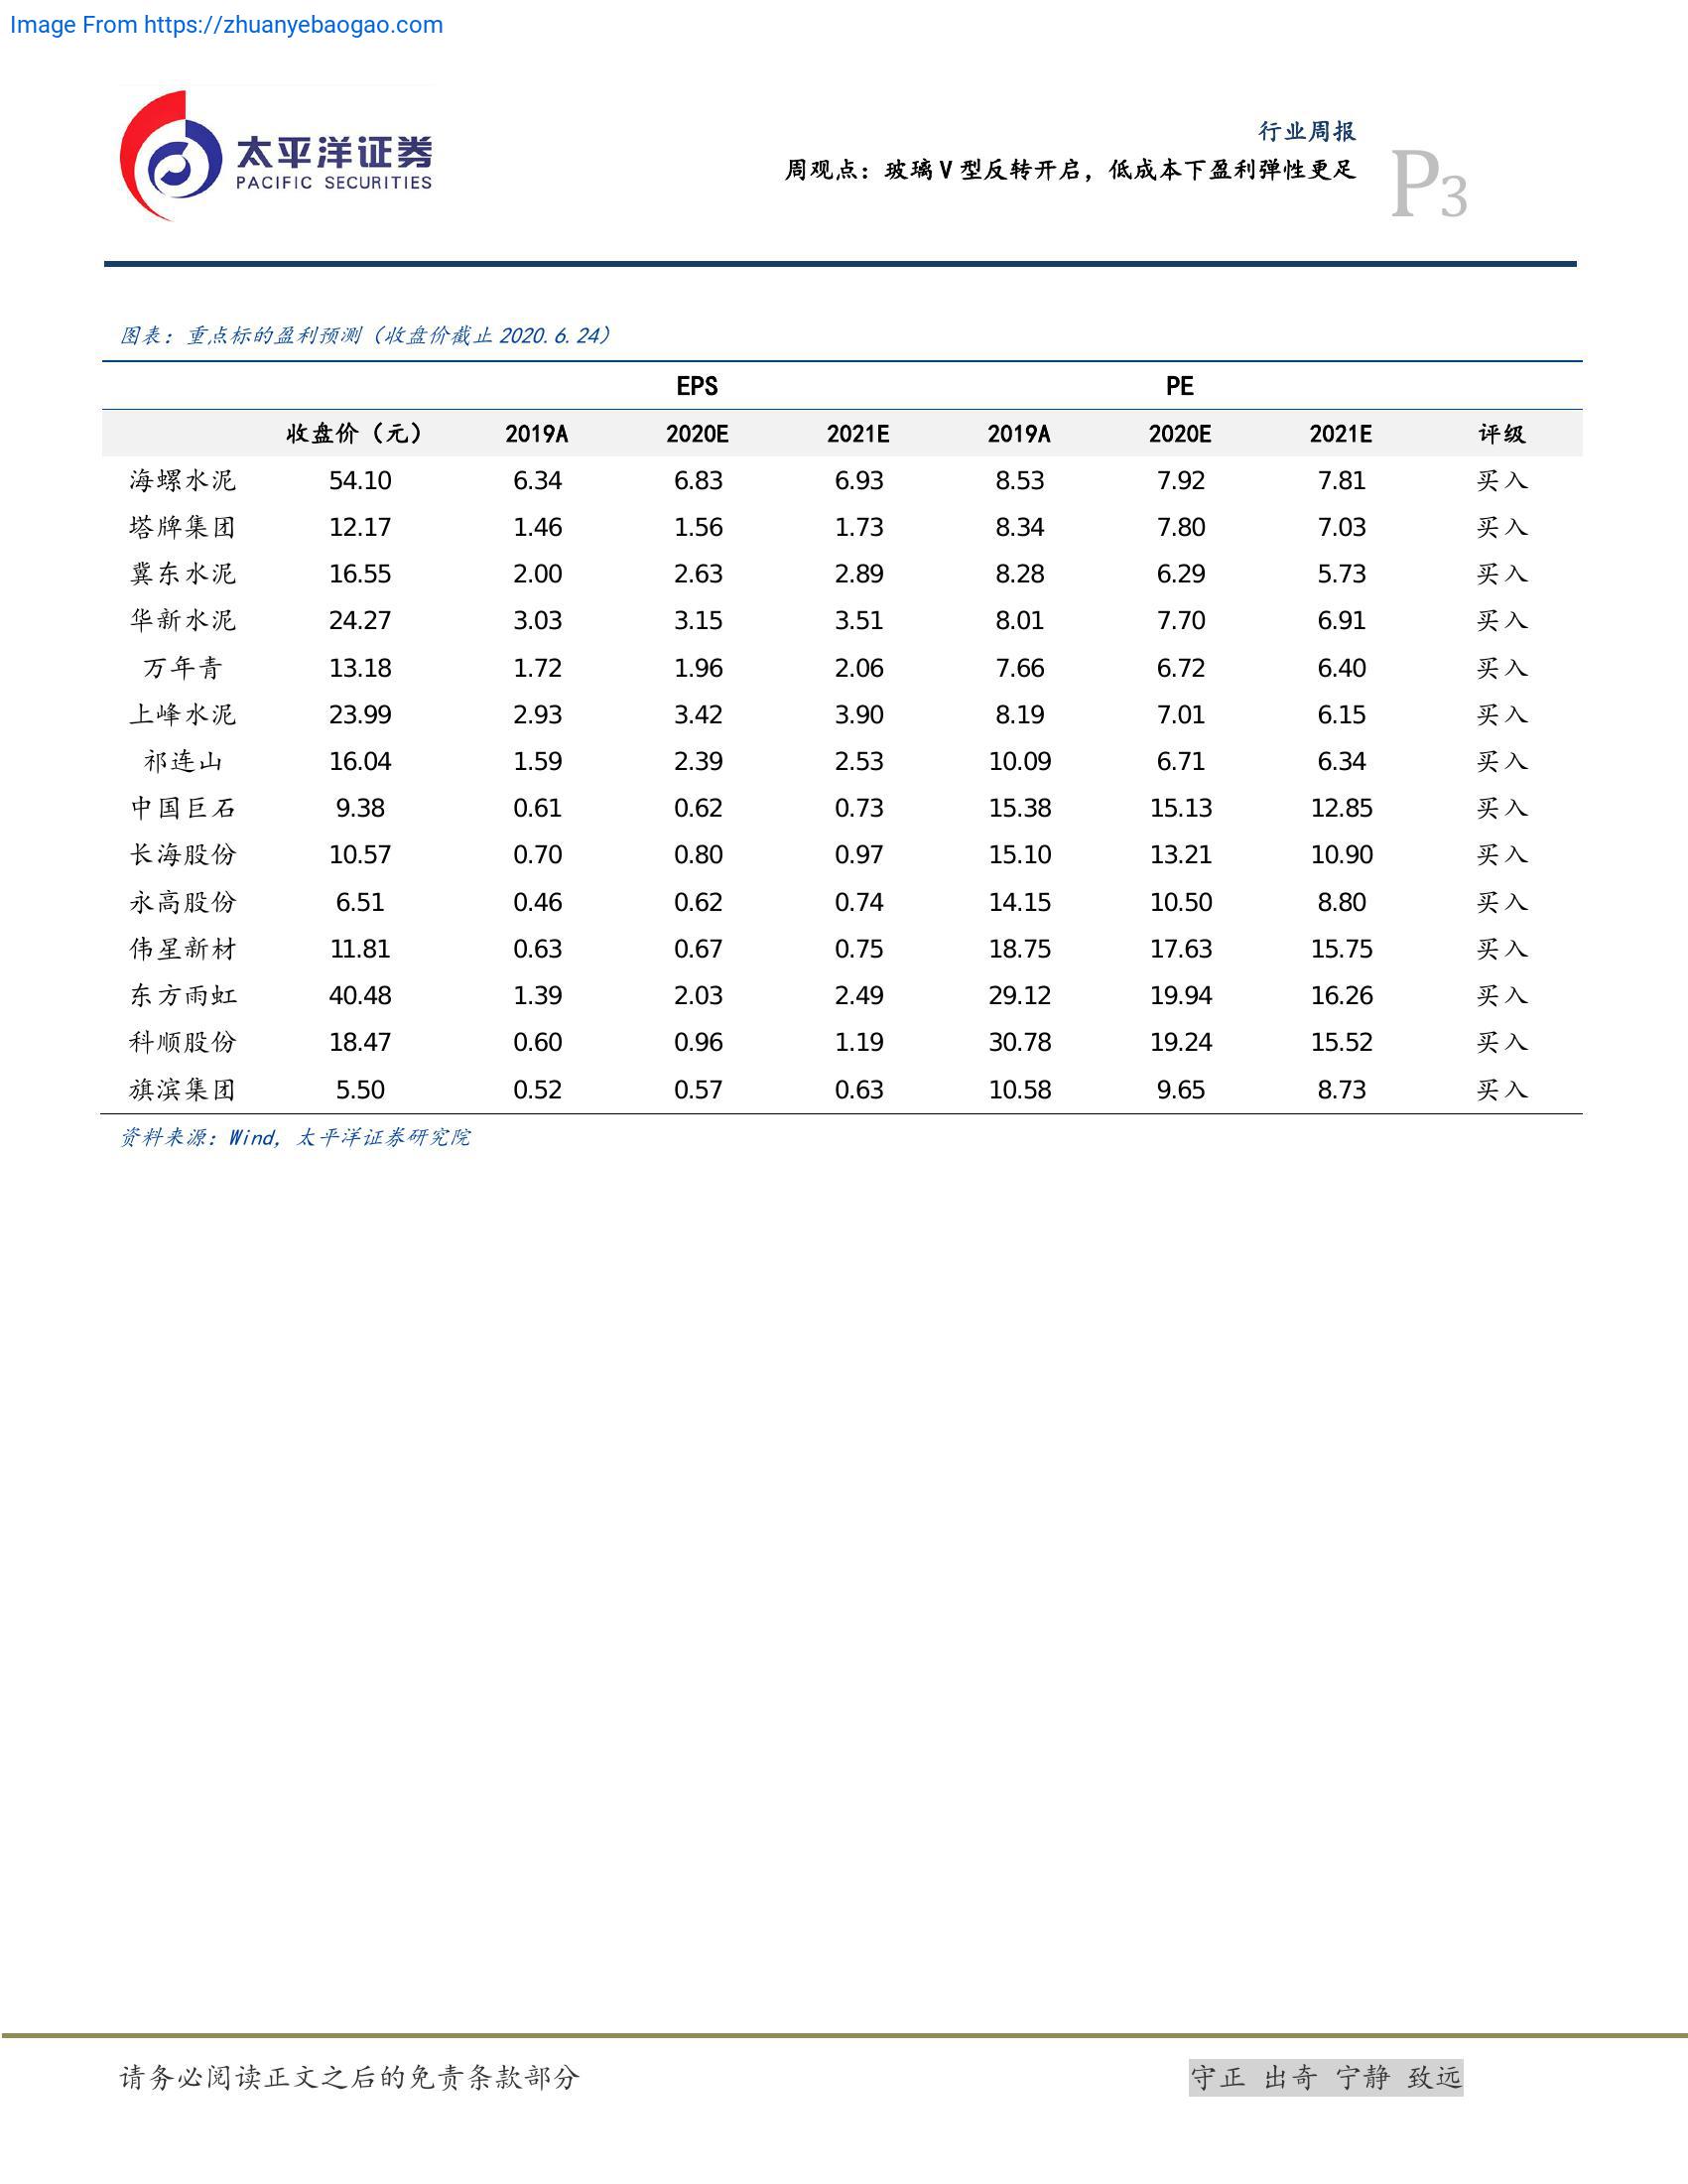 Image From https://zhuanyebaogao.com
太平洋证券
PACIFIC SECURITIES
行业周报
周观点：玻璃 V 型反转开启，低成本下盈利弹性更足
P3
图表：重点标的盈利预测（收盘价截止 2020.6.24）
EPS PE
收盘价（元） 2019A 2020E 2021E 2019A 2020E 2021E 评级
海螺水泥 54.10 6.34 6.83 6.93 8.53 7.92 7.81 买入
塔牌集团 12.17 1.46 1.56 1.73 8.34 7.80 7.03 买入
冀东水泥 16.55 2.00 2.63 2.89 8.28 6.29 5.73 买入
华新水泥 24.27 3.03 3.15 3.51 8.01 7.70 6.91 买入
万年青 13.18 1.72 1.96 2.06 7.66 6.72 6.40 买入
上峰水泥 23.99 2.93 3.42 3.90 8.19 7.01 6.15 买入
祁连山 16.04 1.59 2.39 2.53 10.09 6.71 6.34 买入
中国巨石 9.38 0.61 0.62 0.73 15.38 15.13 12.85 买入
长海股份 10.57 0.70 0.80 0.97 15.10 13.21 10.90 买入
永高股份 6.51 0.46 0.62 0.74 14.15 10.50 8.80 买入
伟星新材 11.81 0.63 0.67 0.75 18.75 17.63 15.75 买入
东方雨虹 40.48 1.39 2.03 2.49 29.12 19.94 16.26 买入
科顺股份 18.47 0.60 0.96 1.19 30.78 19.24 15.52 买入
旗滨集团 5.50 0.52 0.57 0.63 10.58 9.65 8.73 买入
资料来源：Wind，太平洋证券研究院
请务必阅读正文之后的免责条款部分 守正 出奇 宁静 致远